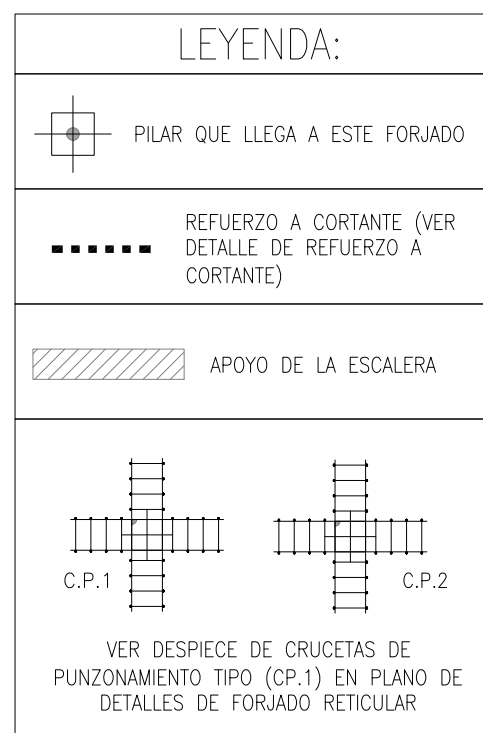 LEYENDA:
PILAR QUE LLEGA A ESTE FORJADO
REFUERZO A CORTANTE (VER
DETALLE DE REFUERZO A
CORTANTE)
APOYO DE LA ESCALERA
C.P.1
C.P.2
VER DESPIECE DE CRUCETAS DE
PUNZONAMIENTO TIPO (CP.1) EN PLANO DE
DETALLES DE FORJADO RETICULAR